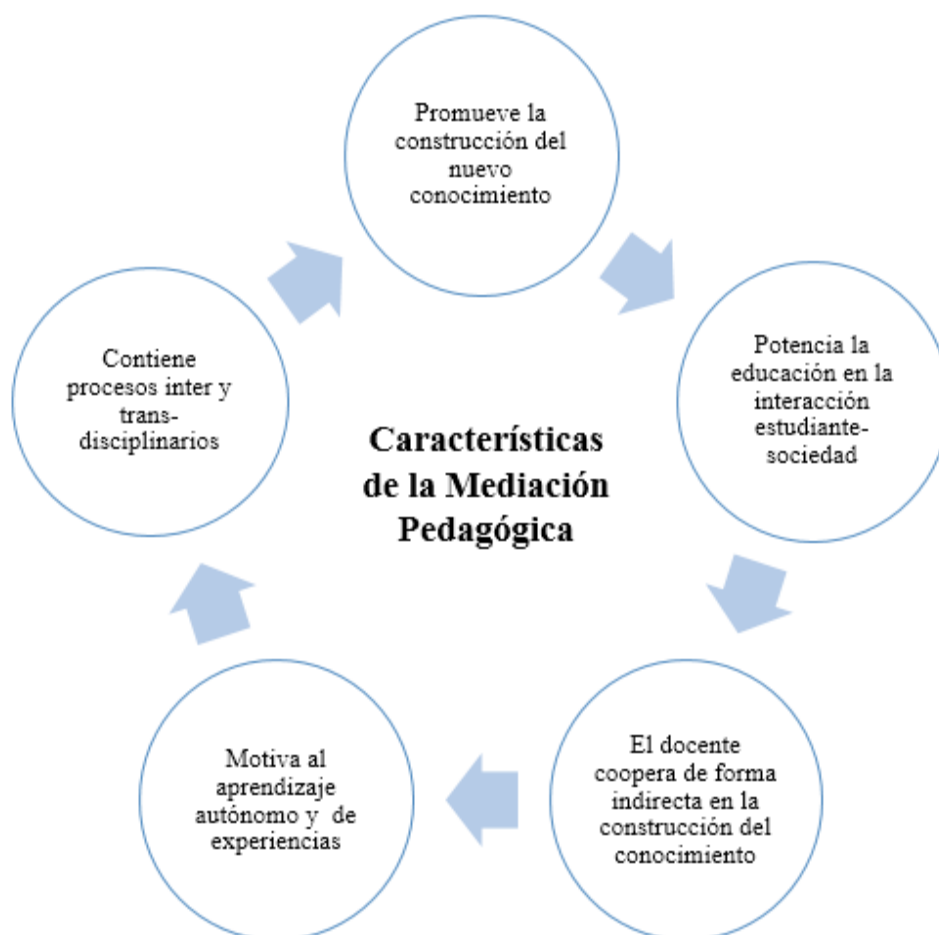 Promueve la
construcción del
nuevo
conocimiento
Potencia la
educación en la
interacción
estudiante-
sociedad
El docente
coopera de forma
indirecta en la
construcción del
conocimiento
Motiva al
aprendizaje
autónomo y de
experiencias
Contiene
procesos inter y
trans-
disciplinarios
Características
de la Mediación
Pedagógica